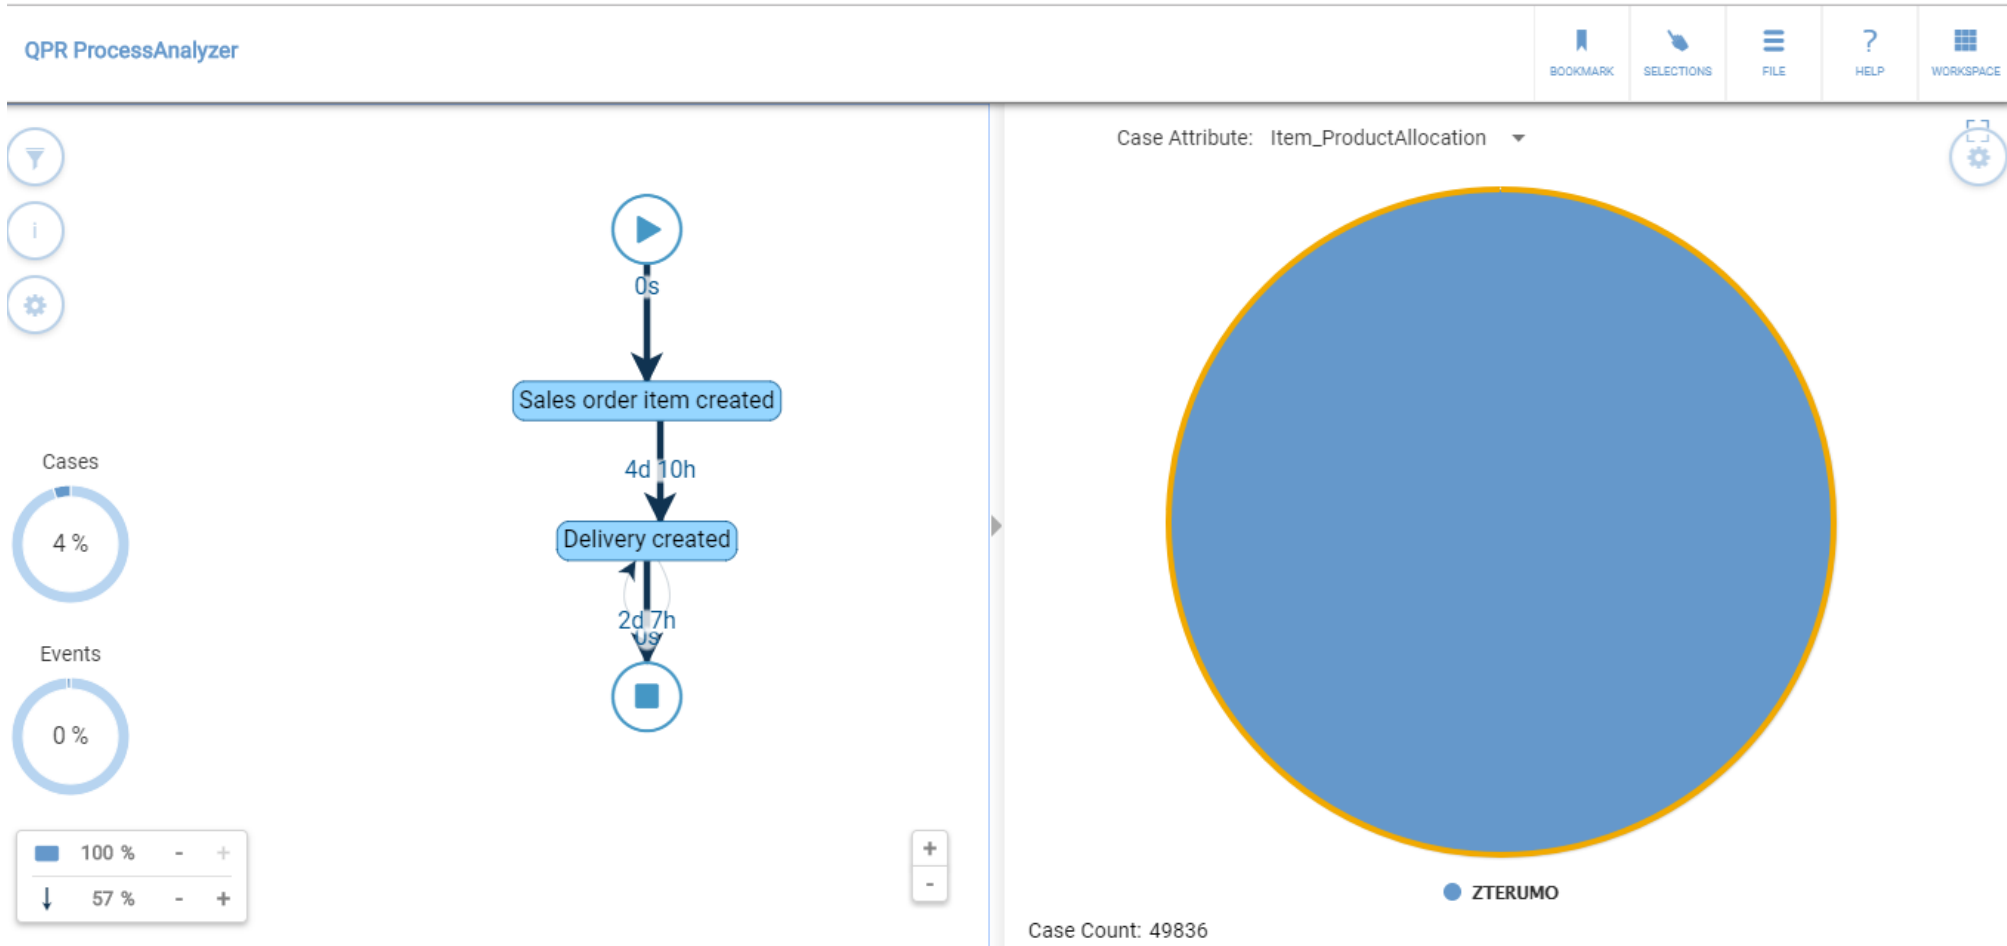 QPR ProcessAnalyzer
BOOKMARK
SELECTIONS
FILE
?
HELP
WORKSPACE
i
Cases
4 %
Events
0 %
100 % - +
57 % - +
0s
Sales order item created
4d 10h
Delivery created
2d 7h
0s
+
-
Case Attribute: Item_ProductAllocation
ZTERUMO
Case Count: 49836